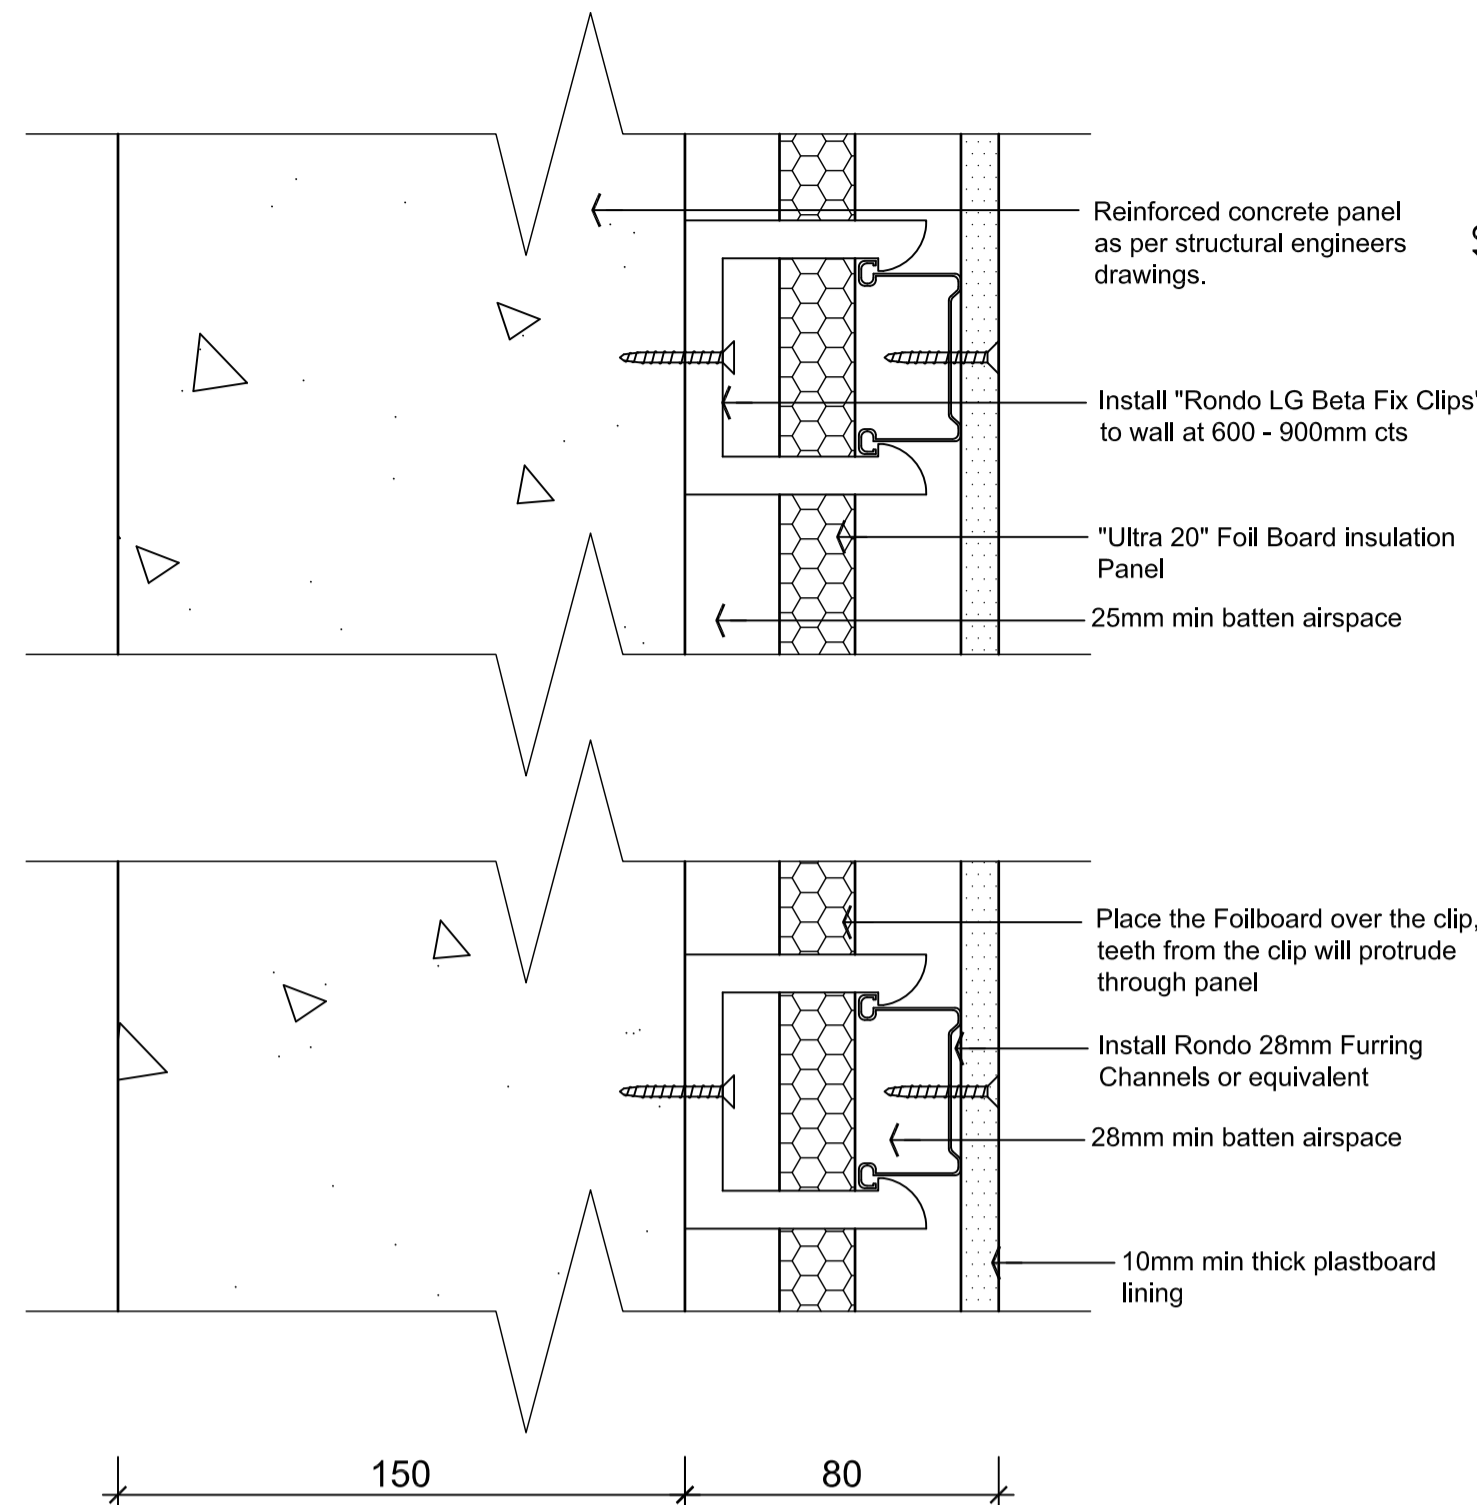 Reinforced concrete panel
as per structural engineers
drawings.
Install "Rondo LG Beta Fix Clips"
to wall at 600 - 900mm cts
"Ultra 20" Foil Board insulation
Panel
25mm min batten airspace
Place the Foilboard over the clip,
teeth from the clip will protrude
through panel
Install Rondo 28mm Furring
Channels or equivalent
28mm min batten airspace
10mm min thick plastboard
lining
150
80